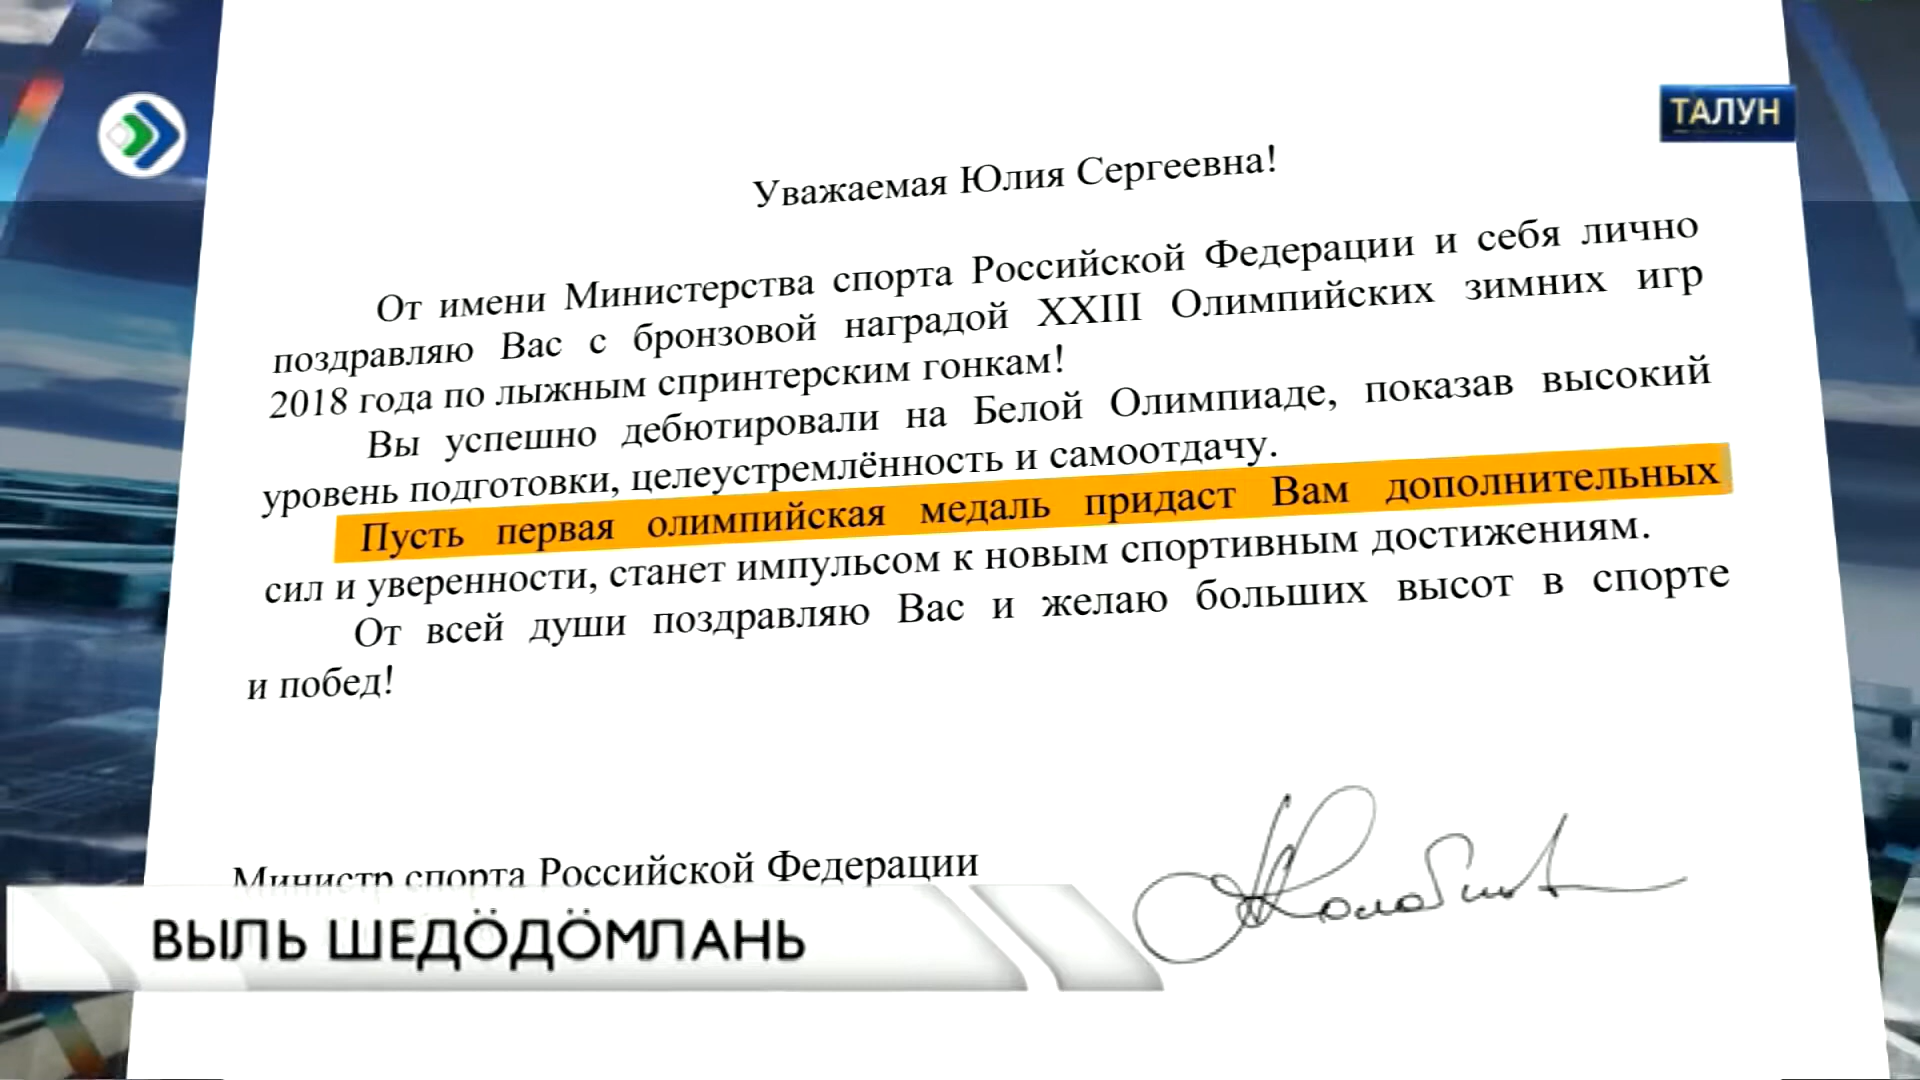 ТАЛУН
Уважаемая Юлия Сергеевна!
От имени Министерства спорта Российской Федерации и себя лично
поздравляю Вас с бронзовой наградой XXIII Олимпийских зимних игр
2018 года по лыжным спринтерским гонкам!
Вы успешно дебютировали на Белой Олимпиаде, показав высокий
уровень подготовки, целеустремлённость и самоотдачу.
Пусть первая олимпийская медаль придаст Вам дополнительных
сил и уверенности, станет импульсом к новым спортивным достижениям.
От всей души поздравляю Вас и желаю больших высот в спорте
и побед!
Министр спорта Российской Федерации
ВЫЛЬ ШЕДӦДӦМЛАНЬ